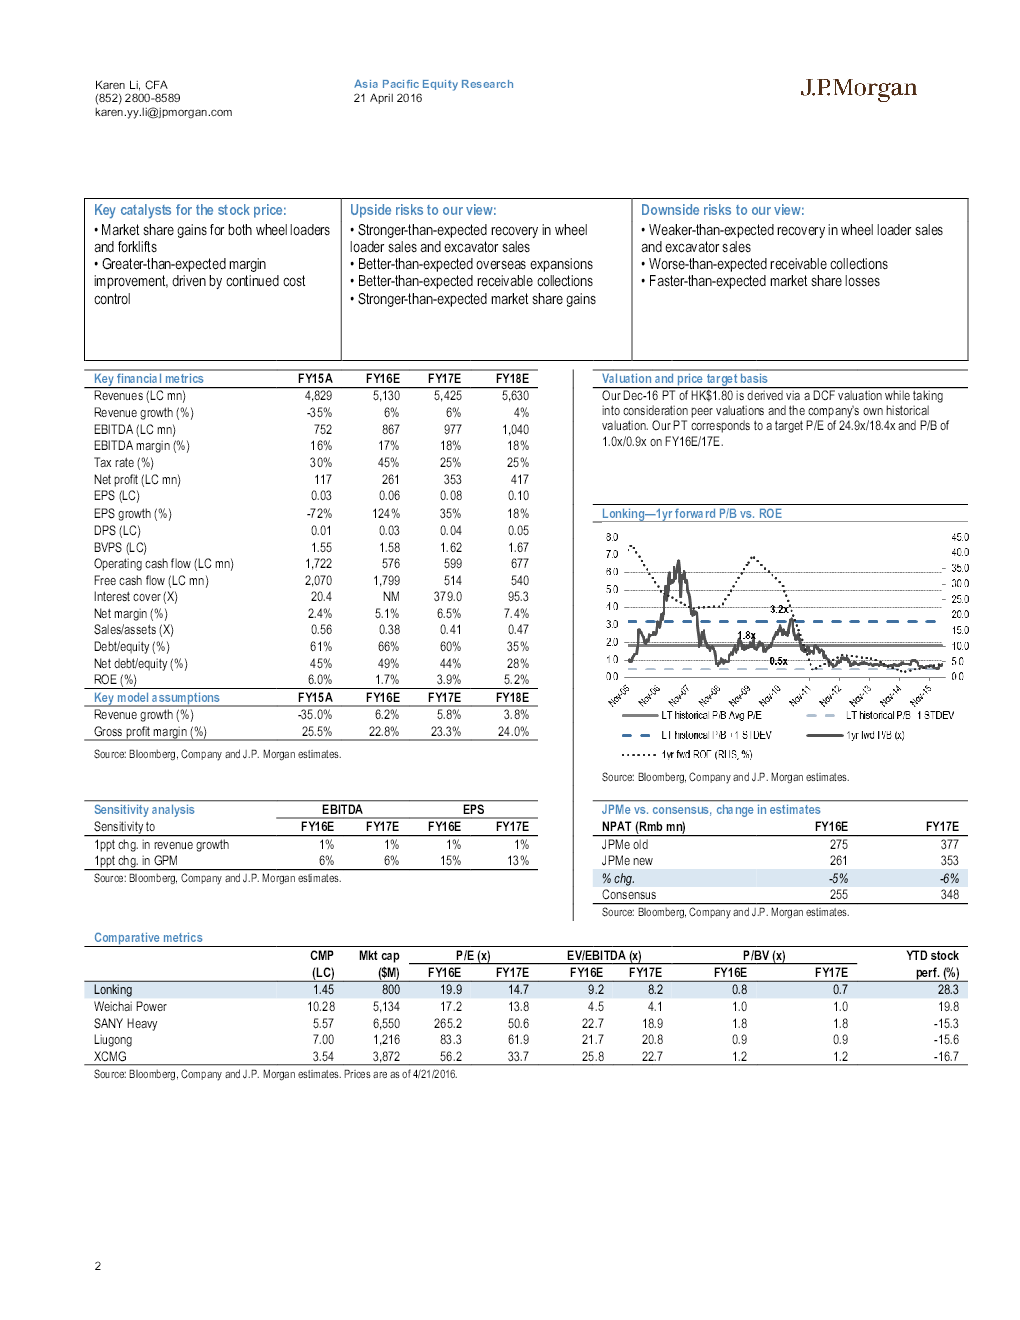 Karen Li, CFA
(852) 2800-8589
karen.yy.li@jpmorgan.com
Asia Pacific Equity Research
21 April 2016
J.P.Morgan
Key catalysts for the stock price:
• Market share gains for both wheel loaders
and forklifts
• Greater-than-expected margin
improvement, driven by continued cost
control
Upside risks to our view:
• Stronger-than-expected recovery in wheel
loader sales and excavator sales
• Better-than-expected overseas expansions
• Better-than-expected receivable collections
• Stronger-than-expected market share gains
Downside risks to our view:
• Weaker-than-expected recovery in wheel loader sales
and excavator sales
• Worse-than-expected receivable collections
• Faster-than-expected market share losses
Key financial metrics FY15A FY16E FY17E FY18E
Revenues (LC mn) 4,829 5,130 5,425 5,630
Revenue growth (%) -35% 6% 6% 4%
EBITDA (LC mn) 752 867 977 1,040
EBITDA margin (%) 16% 17% 18% 18%
Tax rate (%) 30% 45% 25% 25%
Net profit (LC mn) 117 261 353 417
EPS (LC) 0.03 0.06 0.08 0.10
EPS growth (%) -72% 124% 35% 18%
DPS (LC) 0.01 0.03 0.04 0.05
BVPS (LC) 1.55 1.58 1.62 1.67
Operating cash flow (LC mn) 1,722 576 599 677
Free cash flow (LC mn) 2,070 1,799 514 540
Interest cover (X) 20.4 NM 379.0 95.3
Net margin (%) 2.4% 5.1% 6.5% 7.4%
Sales/assets (X) 0.56 0.38 0.41 0.47
Debt/equity (%) 61% 66% 60% 35%
Net debt/equity (%) 45% 49% 44% 28%
ROE (%) 6.0% 1.7% 3.9% 5.2%
Key model assumptions FY15A FY16E FY17E FY18E
Revenue growth (%) -35.0% 6.2% 5.8% 3.8%
Gross profit margin (%) 25.5% 22.8% 23.3% 24.0%
Source: Bloomberg, Company and J.P. Morgan estimates.
Valuation and price target basis
Our Dec-16 PT of HK$1.80 is derived via a DCF valuation while taking
into consideration peer valuations and the company's own historical
valuation. Our PT corresponds to a target P/E of 24.9x/18.4x and P/B of
1.0x/0.9x on FY16E/17E.
Lonking—1yr forward P/B vs. ROE
8.0 45.0
7.0 40.0
6.0 35.0
5.0 30.0
4.0 25.0
3.0 20.0
2.0 15.0
1.0 10.0
0.0 5.0
0.0
3.2x
1.8x
0.5x
Nov-05 Nov-06 Nov-07 Nov-08 Nov-09 Nov-10 Nov-11 Nov-12 Nov-13 Nov-14 Nov-15
LT historical P/B Avg P/E LT historical P/B -1 STDEV
LT historical P/B +1 STDEV 1yr fwd P/B (x)
1yr fwd ROE (RHS, %)
Source: Bloomberg, Company and J.P. Morgan estimates.
Sensitivity analysis EBITDA EPS
Sensitivity to FY16E FY17E FY16E FY17E
1ppt chg. in revenue growth 1% 1% 1% 1%
1ppt chg. in GPM 6% 6% 15% 13%
Source: Bloomberg, Company and J.P. Morgan estimates.
JPMe vs. consensus, change in estimates
NPAT (Rmb mn) FY16E FY17E
JPMe old 275 377
JPMe new 261 353
% chg. -5% -6%
Consensus 255 348
Source: Bloomberg, Company and J.P. Morgan estimates.
Comparative metrics
CMP Mkt cap P/E (x) EV/EBITDA (x) P/BV (x) YTD stock
(LC) ($M) FY16E FY17E FY16E FY17E FY16E FY17E perf. (%)
Lonking 1.45 800 19.9 14.7 9.2 8.2 0.8 0.7 28.3
Weichai Power 10.28 5,134 17.2 13.8 4.5 4.1 1.0 1.0 19.8
SANY Heavy 5.57 6,550 265.2 50.6 22.7 18.9 1.8 1.8 -15.3
Liugong 7.00 1,216 83.3 61.9 21.7 20.8 0.9 0.9 -15.6
XCMG 3.54 3,872 56.2 33.7 25.8 22.7 1.2 1.2 -16.7
Source: Bloomberg, Company and J.P. Morgan estimates. Prices are as of 4/21/2016.
2